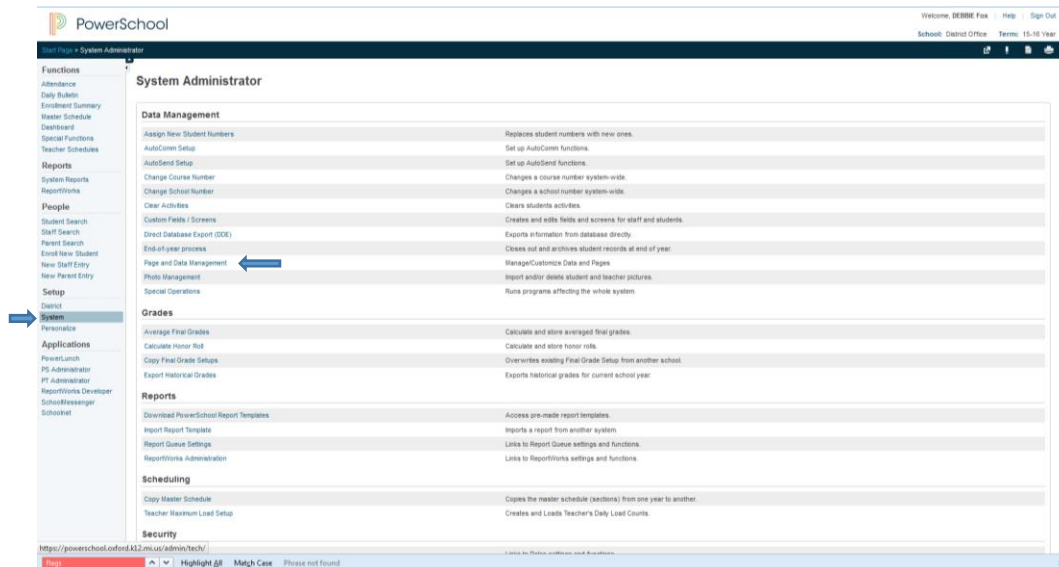 PowerSchool
Welcome, DEBBIE Fox | Help | Sign Out
School: District Office Term: 15-16 Year
Start Page > System Administrator
Functions
Attendance
Daily Bulletin
Enrollment Summary
Master Schedule
Dashboard
Special Functions
Teacher Schedules
Reports
System Reports
ReportWorks
People
Student Search
Staff Search
Parent Search
Enroll New Student
New Staff Entry
New Parent Entry
Setup
District
System
Personalize
Applications
PowerLunch
PS Administrator
PT Administrator
ReportWorks Developer
SchoolMessenger
Schoolnet
System Administrator
Data Management
Assign New Student Numbers Replaces student numbers with new ones.
AutoComm Setup Set up AutoComm functions.
AutoSend Setup Set up AutoSend functions.
Change Course Number Changes a course number system-wide.
Change School Number Changes a school number system-wide.
Clear Activities Clears students activities.
Custom Fields / Screens Creates and edits fields and screens for staff and students.
Direct Database Export (DDE) Exports information from database directly.
End-of-year process Closes out and archives student records at end of year.
Page and Data Management Manage/Customize Data and Pages
Photo Management Import and/or delete student and teacher pictures.
Special Operations Runs programs affecting the whole system.
Grades
Average Final Grades Calculate and store averaged final grades.
Calculate Honor Roll Calculate and store honor rolls.
Copy Final Grade Setups Overwrites existing Final Grade Setup from another school.
Export Historical Grades Exports historical grades for current school year.
Reports
Download PowerSchool Report Templates Access pre-made report templates.
Import Report Template Imports a report from another system.
Report Queue Settings Links to Report Queue settings and functions.
ReportWorks Administration Links to ReportWorks settings and functions.
Scheduling
Copy Master Schedule Copies the master schedule (sections) from one year to another.
Teacher Maximum Load Setup Creates and Loads Teacher's Daily Load Counts.
Security
https://powerschool.oxford.k12.mi.us/admin/tech/
Highlight All Match Case Phrase not found